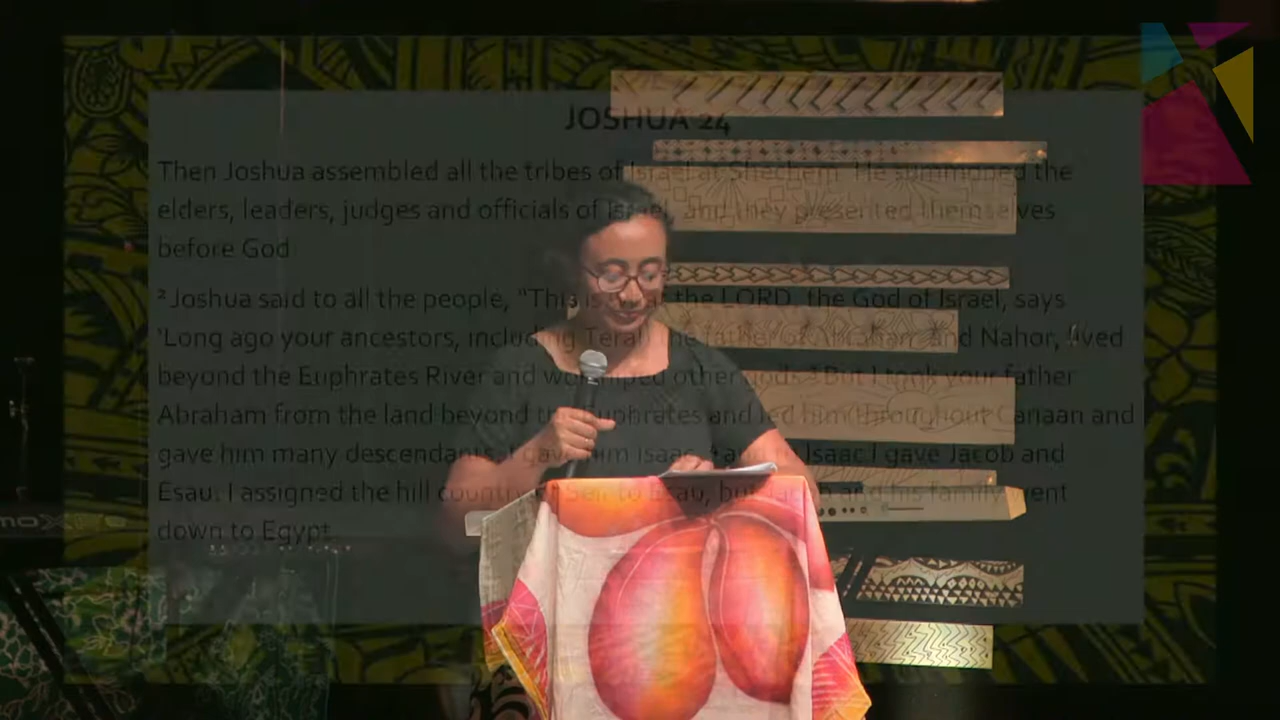 JOSHUA 24
Then Joshua assembled all the tribes of Israel at Shechem. He summoned the
elders, leaders, judges and officials of Israel, and they presented themselves
before God.
² Joshua said to all the people, “This is what the LORD, the God of Israel, says:
‘Long ago your ancestors, including Terah the father of Abraham and Nahor, lived
beyond the Euphrates River and worshiped other gods. ³ But I took your father
Abraham from the land beyond the Euphrates and led him throughout Canaan and
gave him many descendants. I gave him Isaac, ⁴ and to Isaac I gave Jacob and
Esau. I assigned the hill country of Seir to Esau, but Jacob and his family went
down to Egypt.